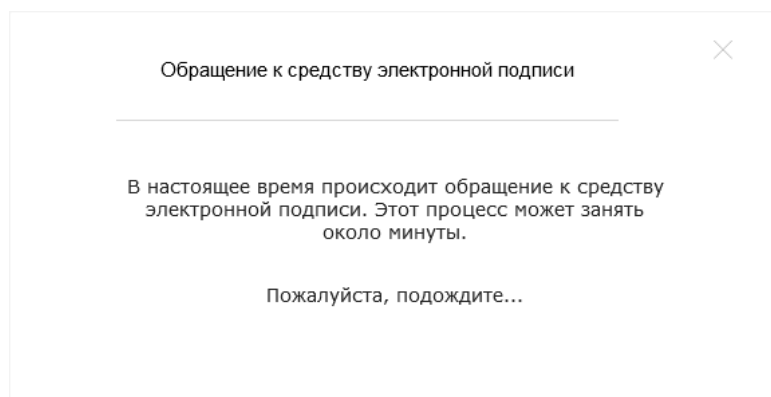 Обращение к средству электронной подписи
В настоящее время происходит обращение к средству
электронной подписи. Этот процесс может занять
около минуты.
Пожалуйста, подождите...